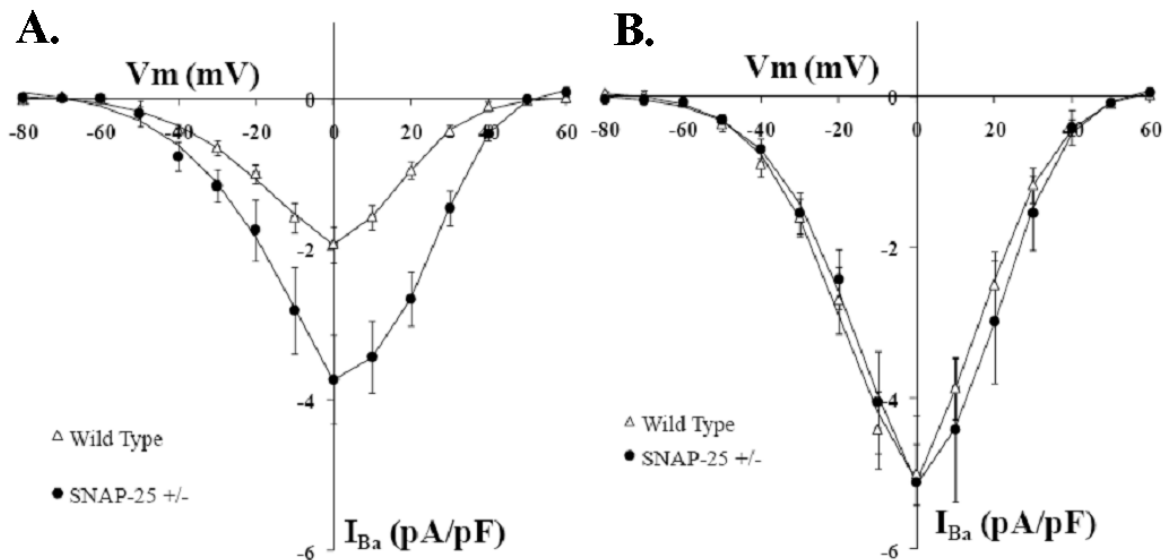 A.
Vm (mV)
0
-80 -60 -40 -20 0 20 40 60
-2
-4
-6
△ Wild Type
● SNAP-25 +/-
I_Ba (pA/pF)
B.
Vm (mV)
0
-80 -60 -40 -20 0 20 40 60
-2
-4
-6
△ Wild Type
● SNAP-25 +/-
I_Ba (pA/pF)